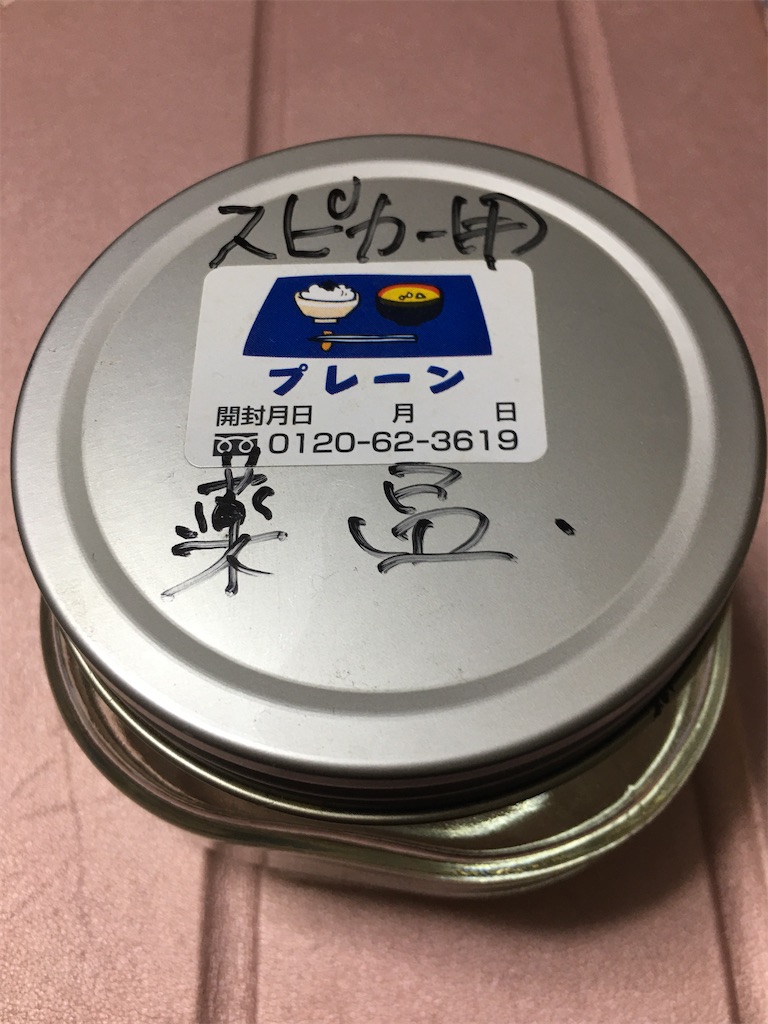 スピカー用
プレーン
開封月日 月 日
0120-62-3619
薬 豆、